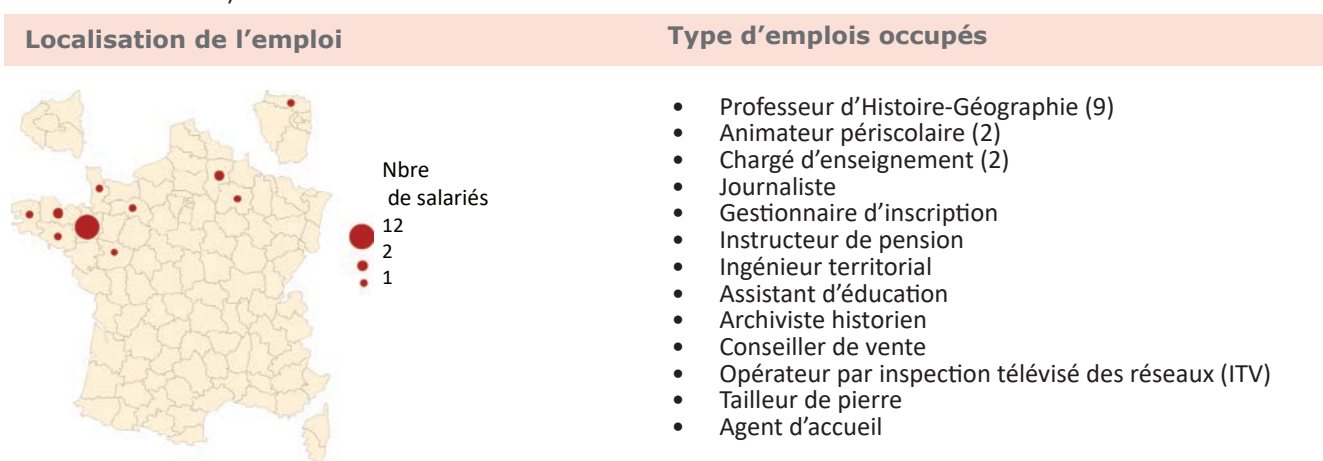 Localisation de l’emploi
Type d’emplois occupés
Nbre
de salariés
12
2
1
• Professeur d’Histoire-Géographie (9)
• Animateur périscolaire (2)
• Chargé d’enseignement (2)
• Journaliste
• Gestionnaire d’inscription
• Instructeur de pension
• Ingénieur territorial
• Assistant d’éducation
• Archiviste historien
• Conseiller de vente
• Opérateur par inspection télévisé des réseaux (ITV)
• Tailleur de pierre
• Agent d’accueil